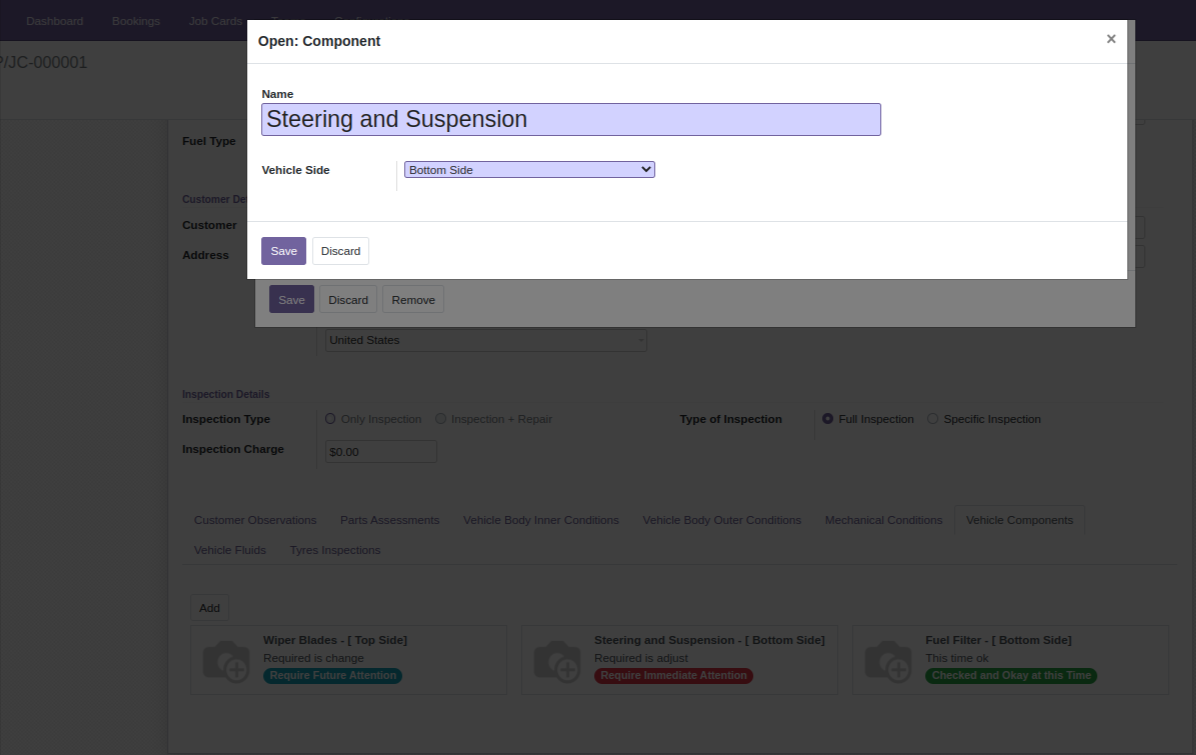 Dashboard Bookings Job Cards
Open: Component ×
/JC-000001
Name
Steering and Suspension
Fuel Type
Vehicle Side Bottom Side
Customer
Address
Save Discard
Save Discard Remove
United States
Inspection Details
Inspection Type Only Inspection Inspection + Repair Type of Inspection Full Inspection Specific Inspection
Inspection Charge $0.00
Customer Observations Parts Assessments Vehicle Body Inner Conditions Vehicle Body Outer Conditions Mechanical Conditions Vehicle Components
Vehicle Fluids Tyres Inspections
Add
Wiper Blades - [ Top Side] Steering and Suspension - [ Bottom Side] Fuel Filter - [ Bottom Side]
Required is change Required is adjust This time ok
Require Future Attention Require Immediate Attention Checked and Okay at this Time